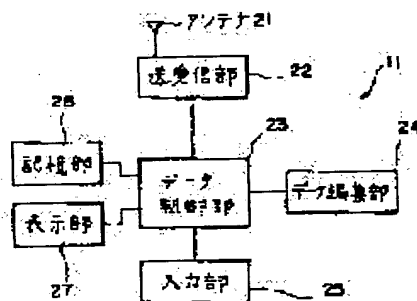 アンテナ21
送受信部
22
11
28
23
24
記憶部
データ
制御部
データ編集部
表示部
27
入力部
25